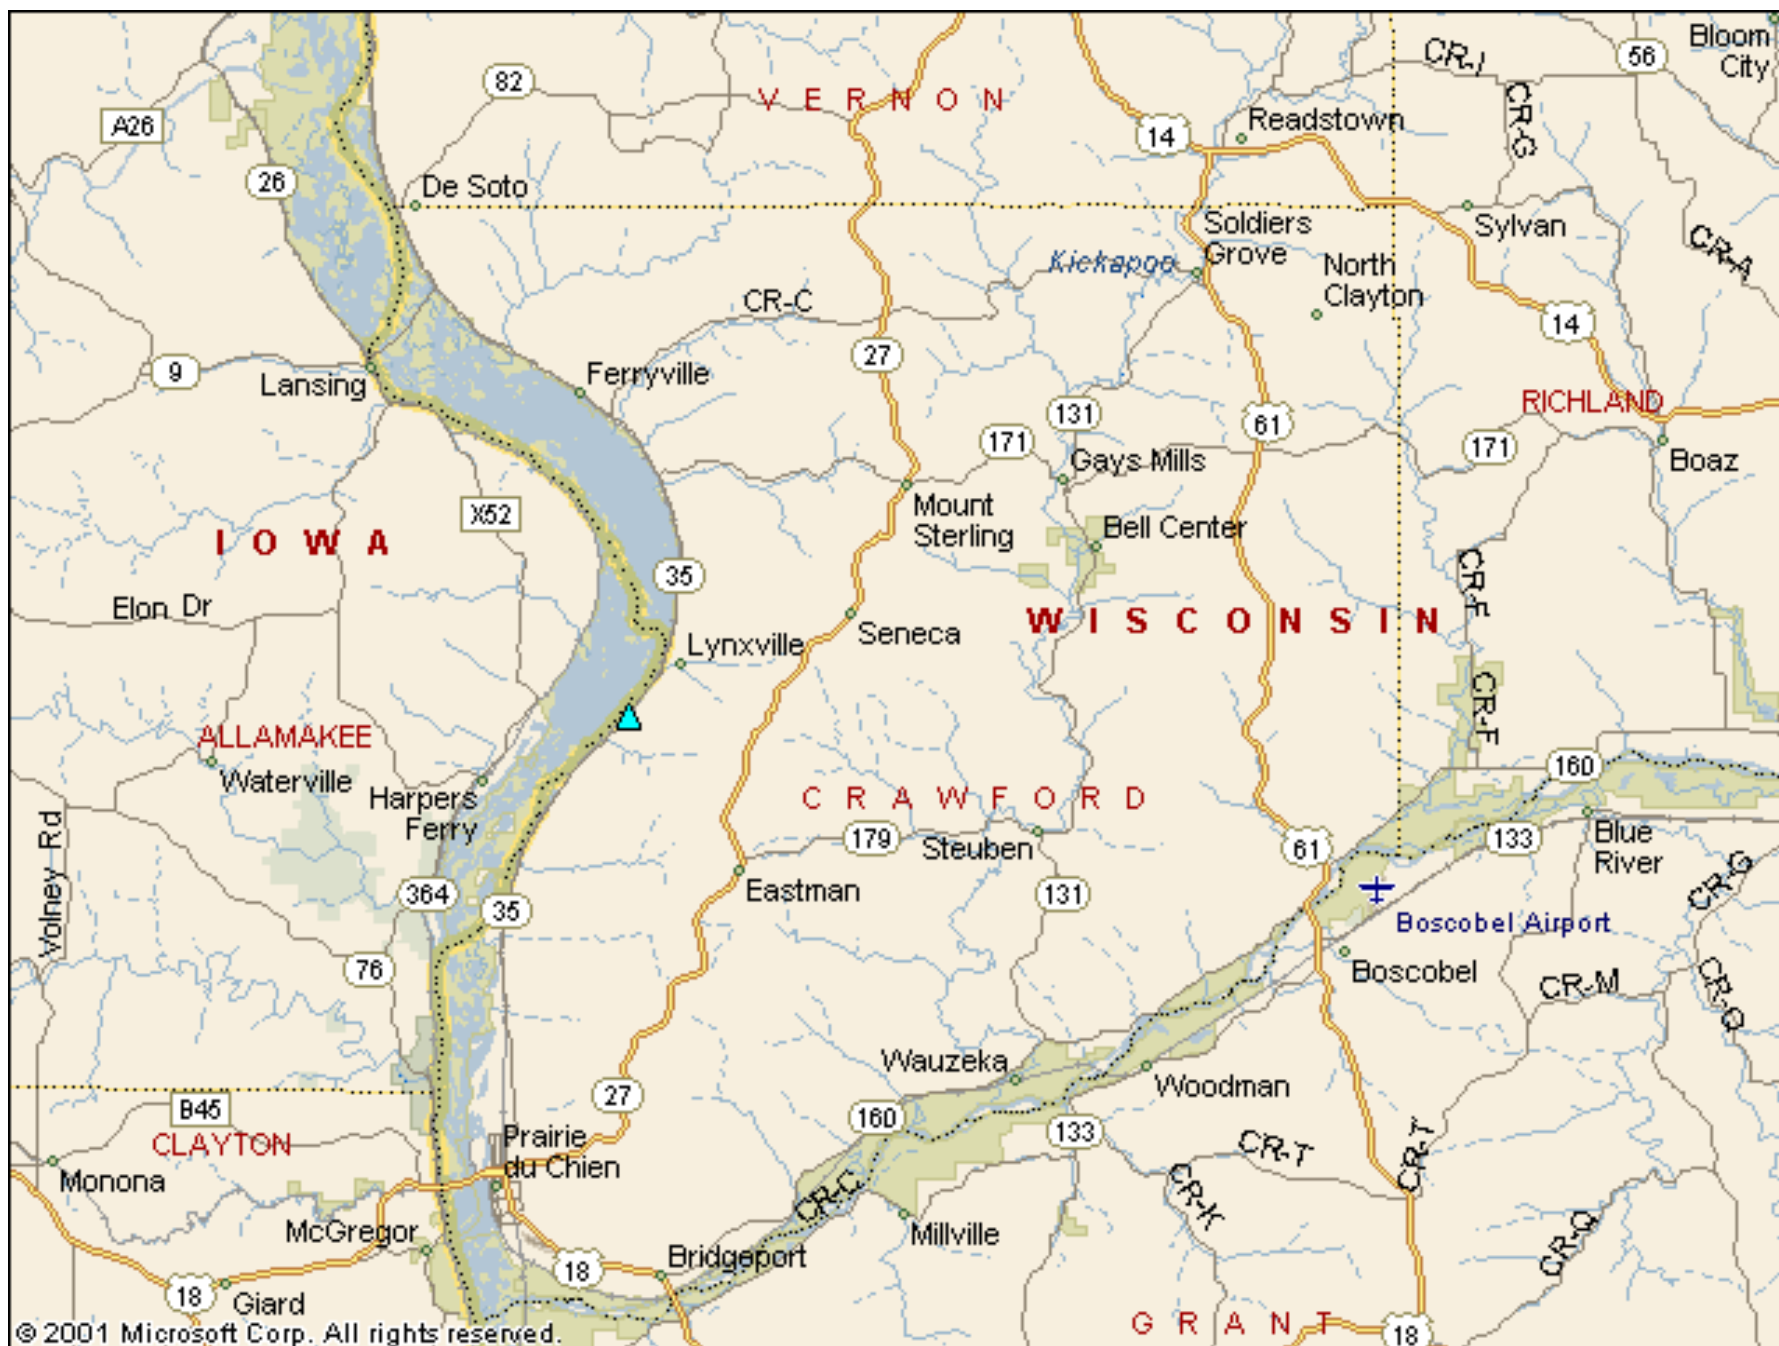 Bloom
City
56
CR-I
82
VERNON
CR-G
A26
14
Readstown
26
De Soto
Soldiers
Grove
Sylvan
CR-A
Kickapoo
North
Clayton
CR-C
14
27
9
Lansing
Ferryville
RICHLAND
131
61
171
171
Gays Mills
Boaz
Mount
Sterling
X52
Bell Center
IOWA
35
CR-F
Elon Dr
WISCONSIN
Seneca
Lynxville
CR-F
ALLAMAKEE
Waterville
160
Harpers
Ferry
CRAWFORD
Volney Rd
179
Steuben
61
133
Blue
River
Eastman
364
131
CR-Q
35
Boscobel Airport
76
Boscobel
CR-M
CR-Q
Wauzeka
Woodman
27
B45
160
Prairie
du Chien
133
CLAYTON
CR-T
CR-T
Monona
CR-C
CR-K
McGregor
Millville
CR-Q
Bridgeport
18
18
Giard
GRANT
18
© 2001 Microsoft Corp. All rights reserved.